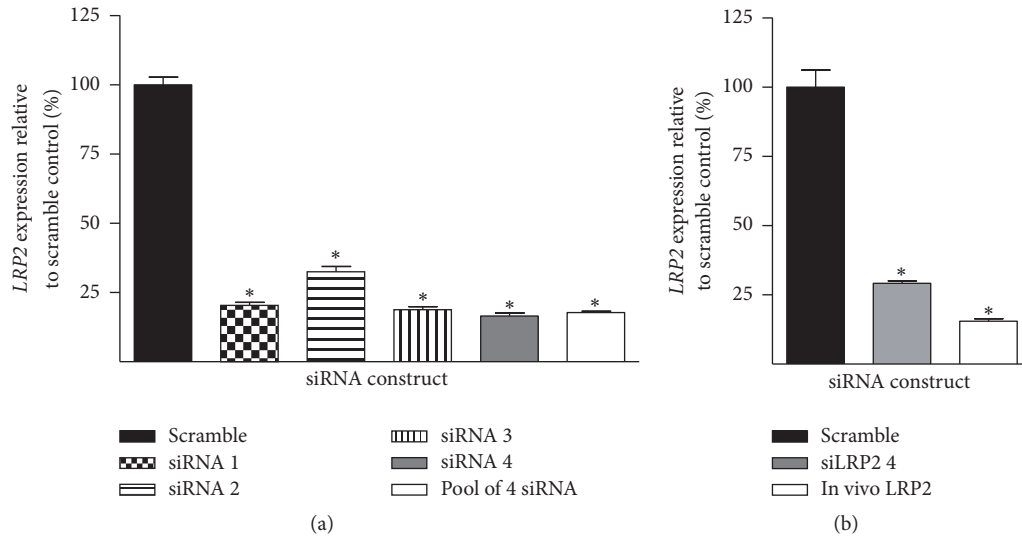 125
100
75
50
25
LRP2 expression relative
to scramble control (%)
*
*
*
*
*
siRNA construct
Scramble
siRNA 1
siRNA 2
siRNA 3
siRNA 4
Pool of 4 siRNA
(a)
125
100
75
50
25
LRP2 expression relative
to scramble control (%)
*
*
siRNA construct
Scramble
siLRP2 4
In vivo LRP2
(b)